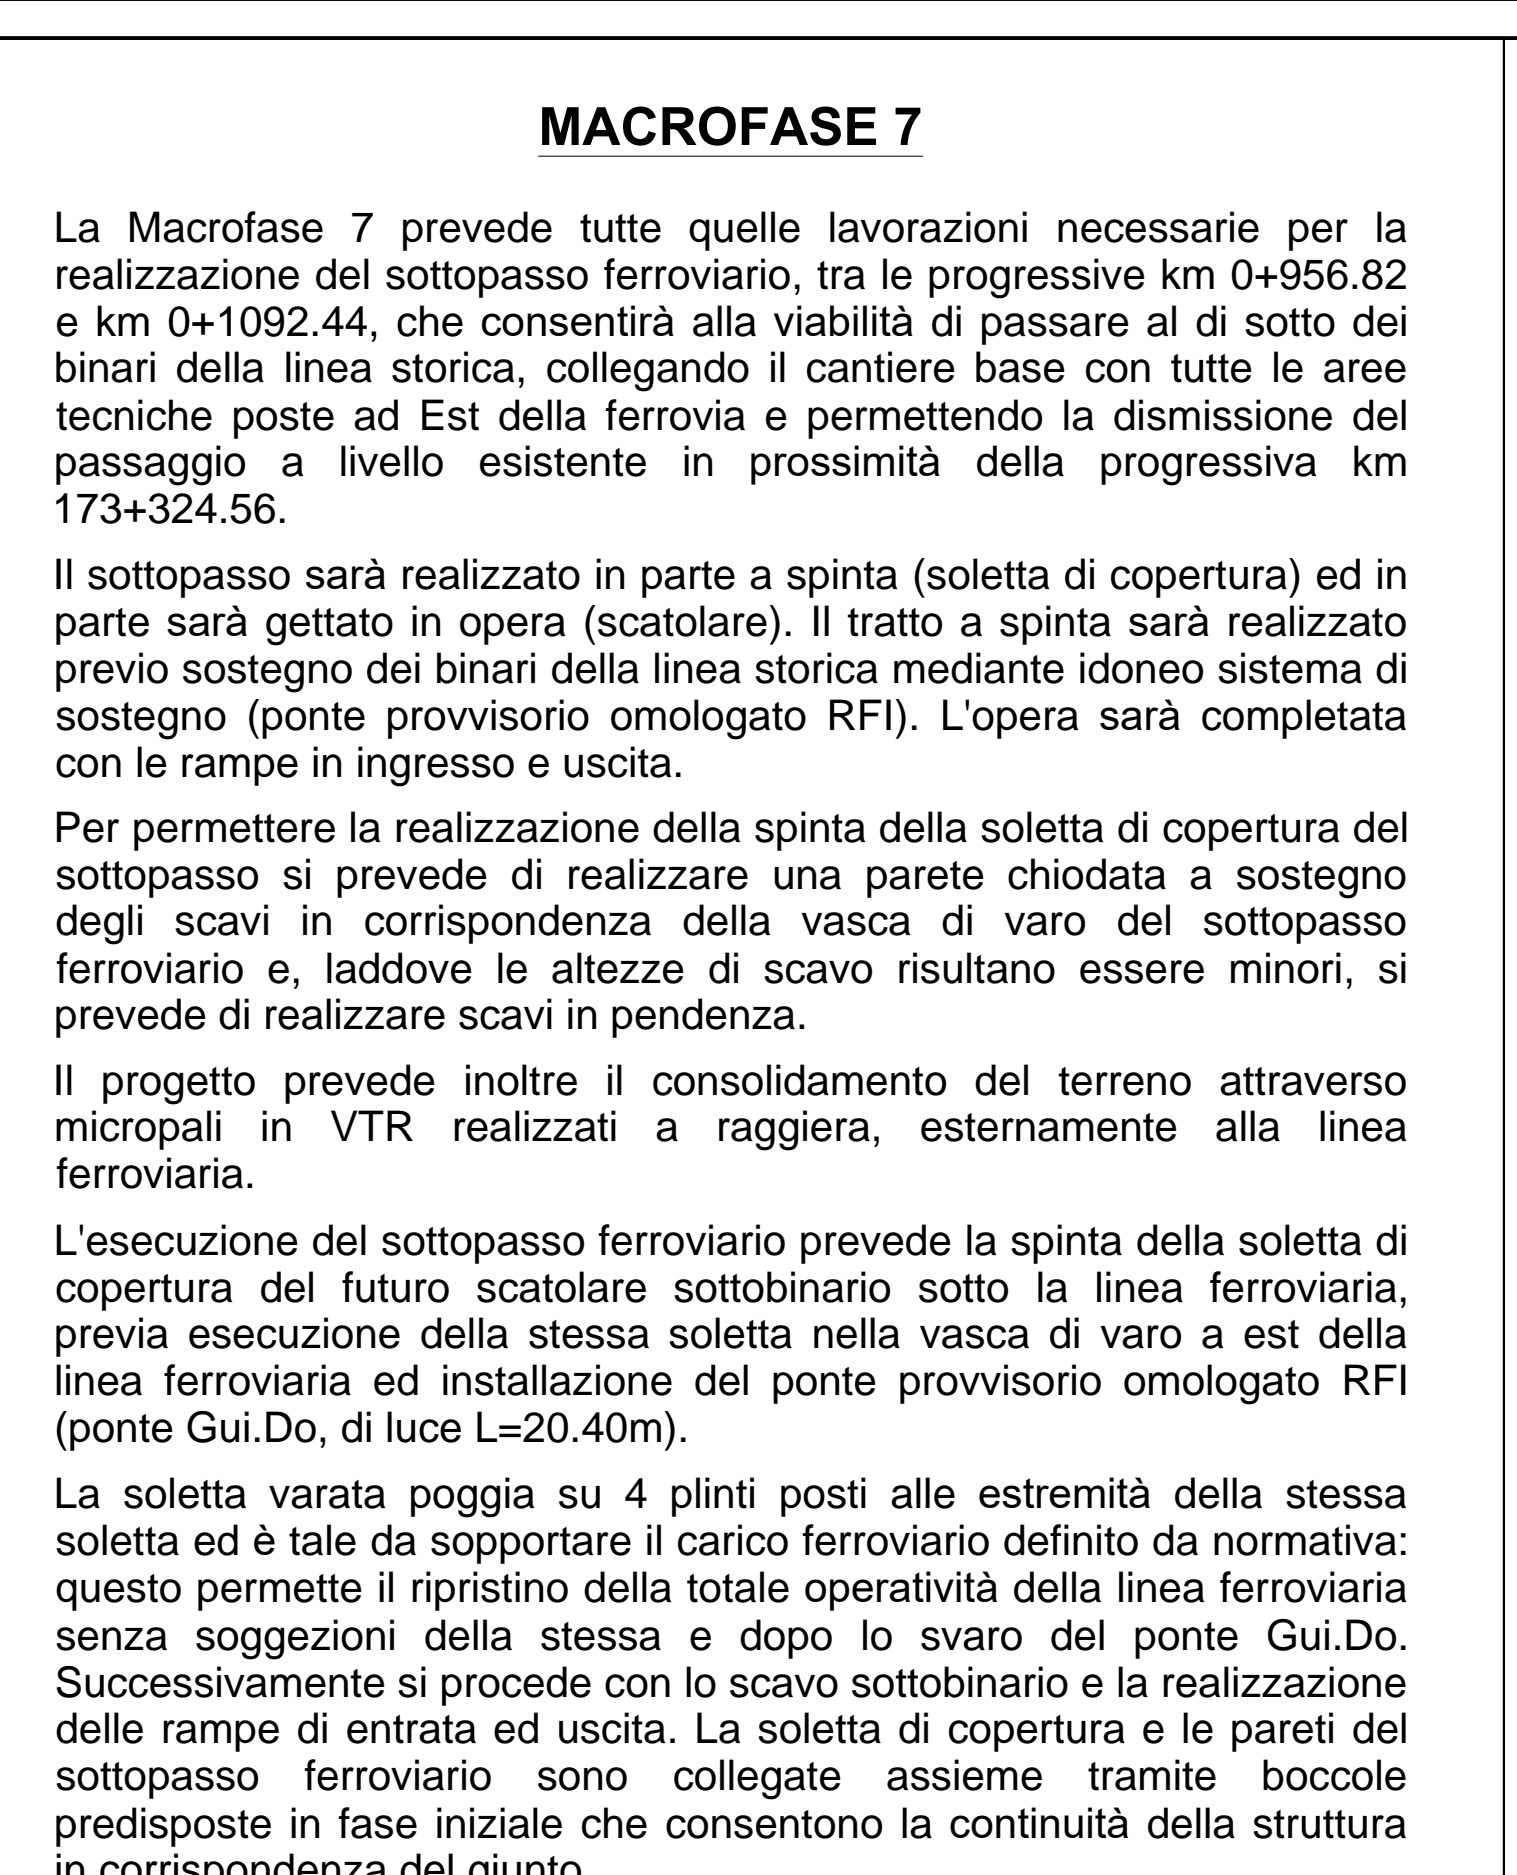 MACROFASE 7
La Macrofase 7 prevede tutte quelle lavorazioni necessarie per la
realizzazione del sottopasso ferroviario, tra le progressive km 0+956.82
e km 0+1092.44, che consentirà alla viabilità di passare al di sotto dei
binari della linea storica, collegando il cantiere base con tutte le aree
tecniche poste ad Est della ferrovia e permettendo la dismissione del
passaggio a livello esistente in prossimità della progressiva km
173+324.56.
Il sottopasso sarà realizzato in parte a spinta (soletta di copertura) ed in
parte sarà gettato in opera (scatolare). Il tratto a spinta sarà realizzato
previo sostegno dei binari della linea storica mediante idoneo sistema di
sostegno (ponte provvisorio omologato RFI). L'opera sarà completata
con le rampe in ingresso e uscita.
Per permettere la realizzazione della spinta della soletta di copertura del
sottopasso si prevede di realizzare una parete chiodata a sostegno
degli scavi in corrispondenza della vasca di varo del sottopasso
ferroviario e, laddove le altezze di scavo risultano essere minori, si
prevede di realizzare scavi in pendenza.
Il progetto prevede inoltre il consolidamento del terreno attraverso
micropali in VTR realizzati a raggiera, esternamente alla linea
ferroviaria.
L'esecuzione del sottopasso ferroviario prevede la spinta della soletta di
copertura del futuro scatolare sottobinario sotto la linea ferroviaria,
previa esecuzione della stessa soletta nella vasca di varo a est della
linea ferroviaria ed installazione del ponte provvisorio omologato RFI
(ponte Gui.Do, di luce L=20.40m).
La soletta varata poggia su 4 plinti posti alle estremità della stessa
soletta ed è tale da sopportare il carico ferroviario definito da normativa:
questo permette il ripristino della totale operatività della linea ferroviaria
senza soggezioni della stessa e dopo lo svaro del ponte Gui.Do.
Successivamente si procede con lo scavo sottobinario e la realizzazione
delle rampe di entrata ed uscita. La soletta di copertura e le pareti del
sottopasso ferroviario sono collegate assieme tramite boccole
predisposte in fase iniziale che consentono la continuità della struttura
in corrispondenza del giunto.